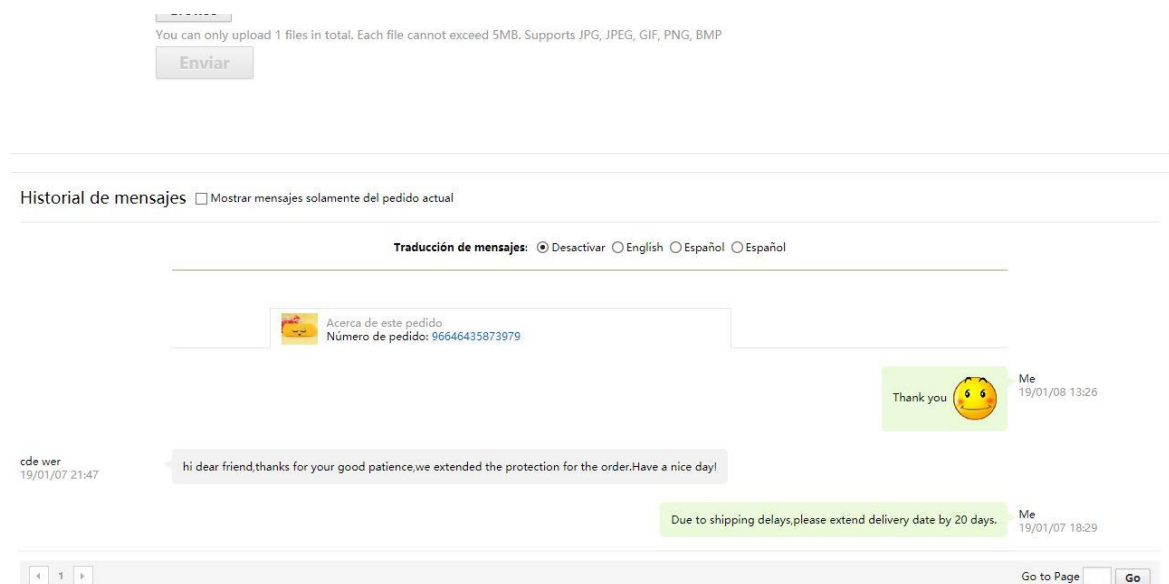 You can only upload 1 files in total. Each file cannot exceed 5MB. Supports JPG, JPEG, GIF, PNG, BMP
Enviar
Historial de mensajes Mostrar mensajes solamente del pedido actual
Traducción de mensajes: Desactivar English Español Español
Acerca de este pedido
Número de pedido: 96646435873979
Thank you
Me
19/01/08 13:26
cde wer
19/01/07 21:47
hi dear friend,thanks for your good patience,we extended the protection for the order.Have a nice day!
Due to shipping delays,please extend delivery date by 20 days.
Me
19/01/07 18:29
1
Go to Page Go